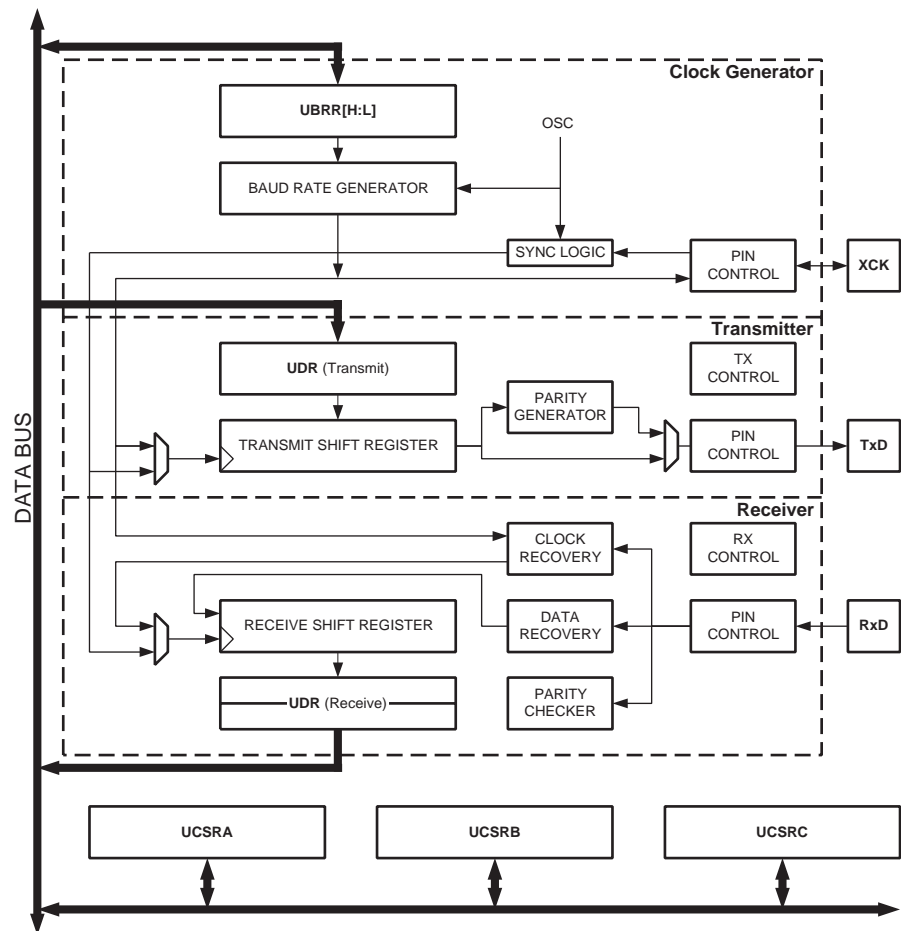 Clock Generator
UBRR[H:L]
OSC
BAUD RATE GENERATOR
SYNC LOGIC
PIN
CONTROL
XCK
Transmitter
TX
CONTROL
UDR (Transmit)
PARITY
GENERATOR
TRANSMIT SHIFT REGISTER
PIN
CONTROL
TxD
DATA BUS
Receiver
CLOCK
RECOVERY
RX
CONTROL
RECEIVE SHIFT REGISTER
DATA
RECOVERY
PIN
CONTROL
RxD
UDR (Receive)
PARITY
CHECKER
UCSRA
UCSRB
UCSRC